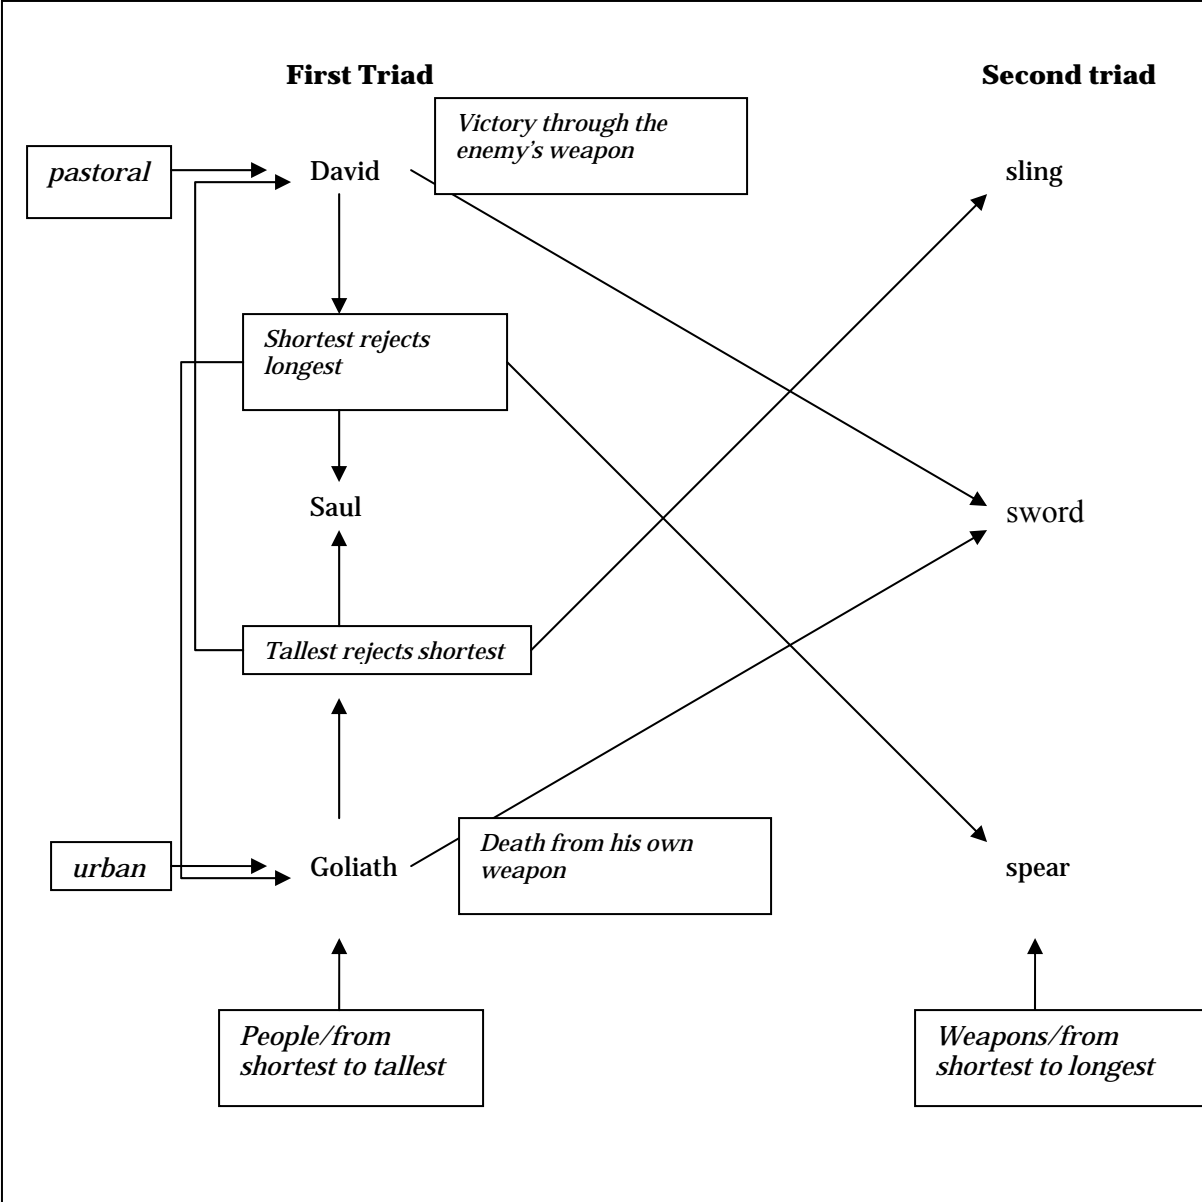 First Triad
Second triad
Victory through the
enemy's weapon
pastoral
David
sling
Shortest rejects
longest
Saul
sword
Tallest rejects shortest
Death from his own
weapon
urban
Goliath
spear
People/from
shortest to tallest
Weapons/from
shortest to longest